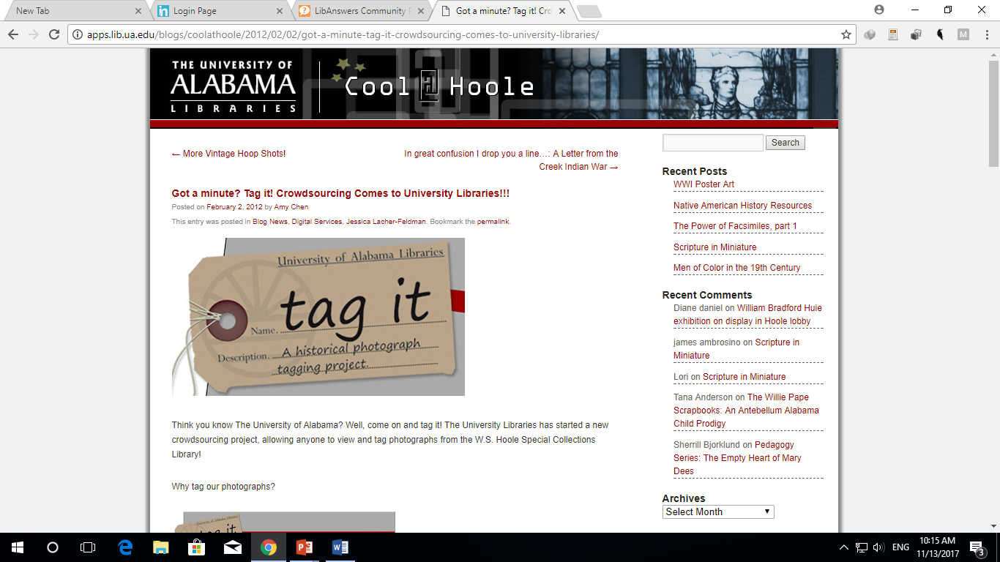 New Tab
Login Page
LibAnswers Community
Got a minute? Tag it! Cro
apps.lib.ua.edu/blogs/coolathoole/2012/02/02/got-a-minute-tag-it-crowdsourcing-comes-to-university-libraries/
THE UNIVERSITY OF
ALABAMA
LIBRARIES
Cool @ Hoole
← More Vintage Hoop Shots!
In great confusion I drop you a line…: A Letter from the
Creek Indian War →
Got a minute? Tag it! Crowdsourcing Comes to University Libraries!!!
Posted on February 2, 2012 by Amy Chen
This entry was posted in Blog News, Digital Services, Jessica Lacher-Feldman. Bookmark the permalink.
University of Alabama Libraries
tag it
Name.
Description. A historical photograph
tagging project.
Think you know The University of Alabama? Well, come on and tag it! The University Libraries has started a new
crowdsourcing project, allowing anyone to view and tag photographs from the W.S. Hoole Special Collections
Library!
Why tag our photographs?
University of Alabama Libraries
tag it
Search
Recent Posts
WWI Poster Art
Native American History Resources
The Power of Facsimiles, part 1
Scripture in Miniature
Men of Color in the 19th Century
Recent Comments
Diane daniel on William Bradford Huie
exhibition on display in Hoole lobby
james ambrosino on Scripture in
Miniature
Lori on Scripture in Miniature
Tana Anderson on The Willie Pape
Scrapbooks: An Antebellum Alabama
Child Prodigy
Sherrill Bjorklund on Pedagogy
Series: The Empty Heart of Mary
Dees
Archives
Select Month
ENG
10:15 AM
11/13/2017
3